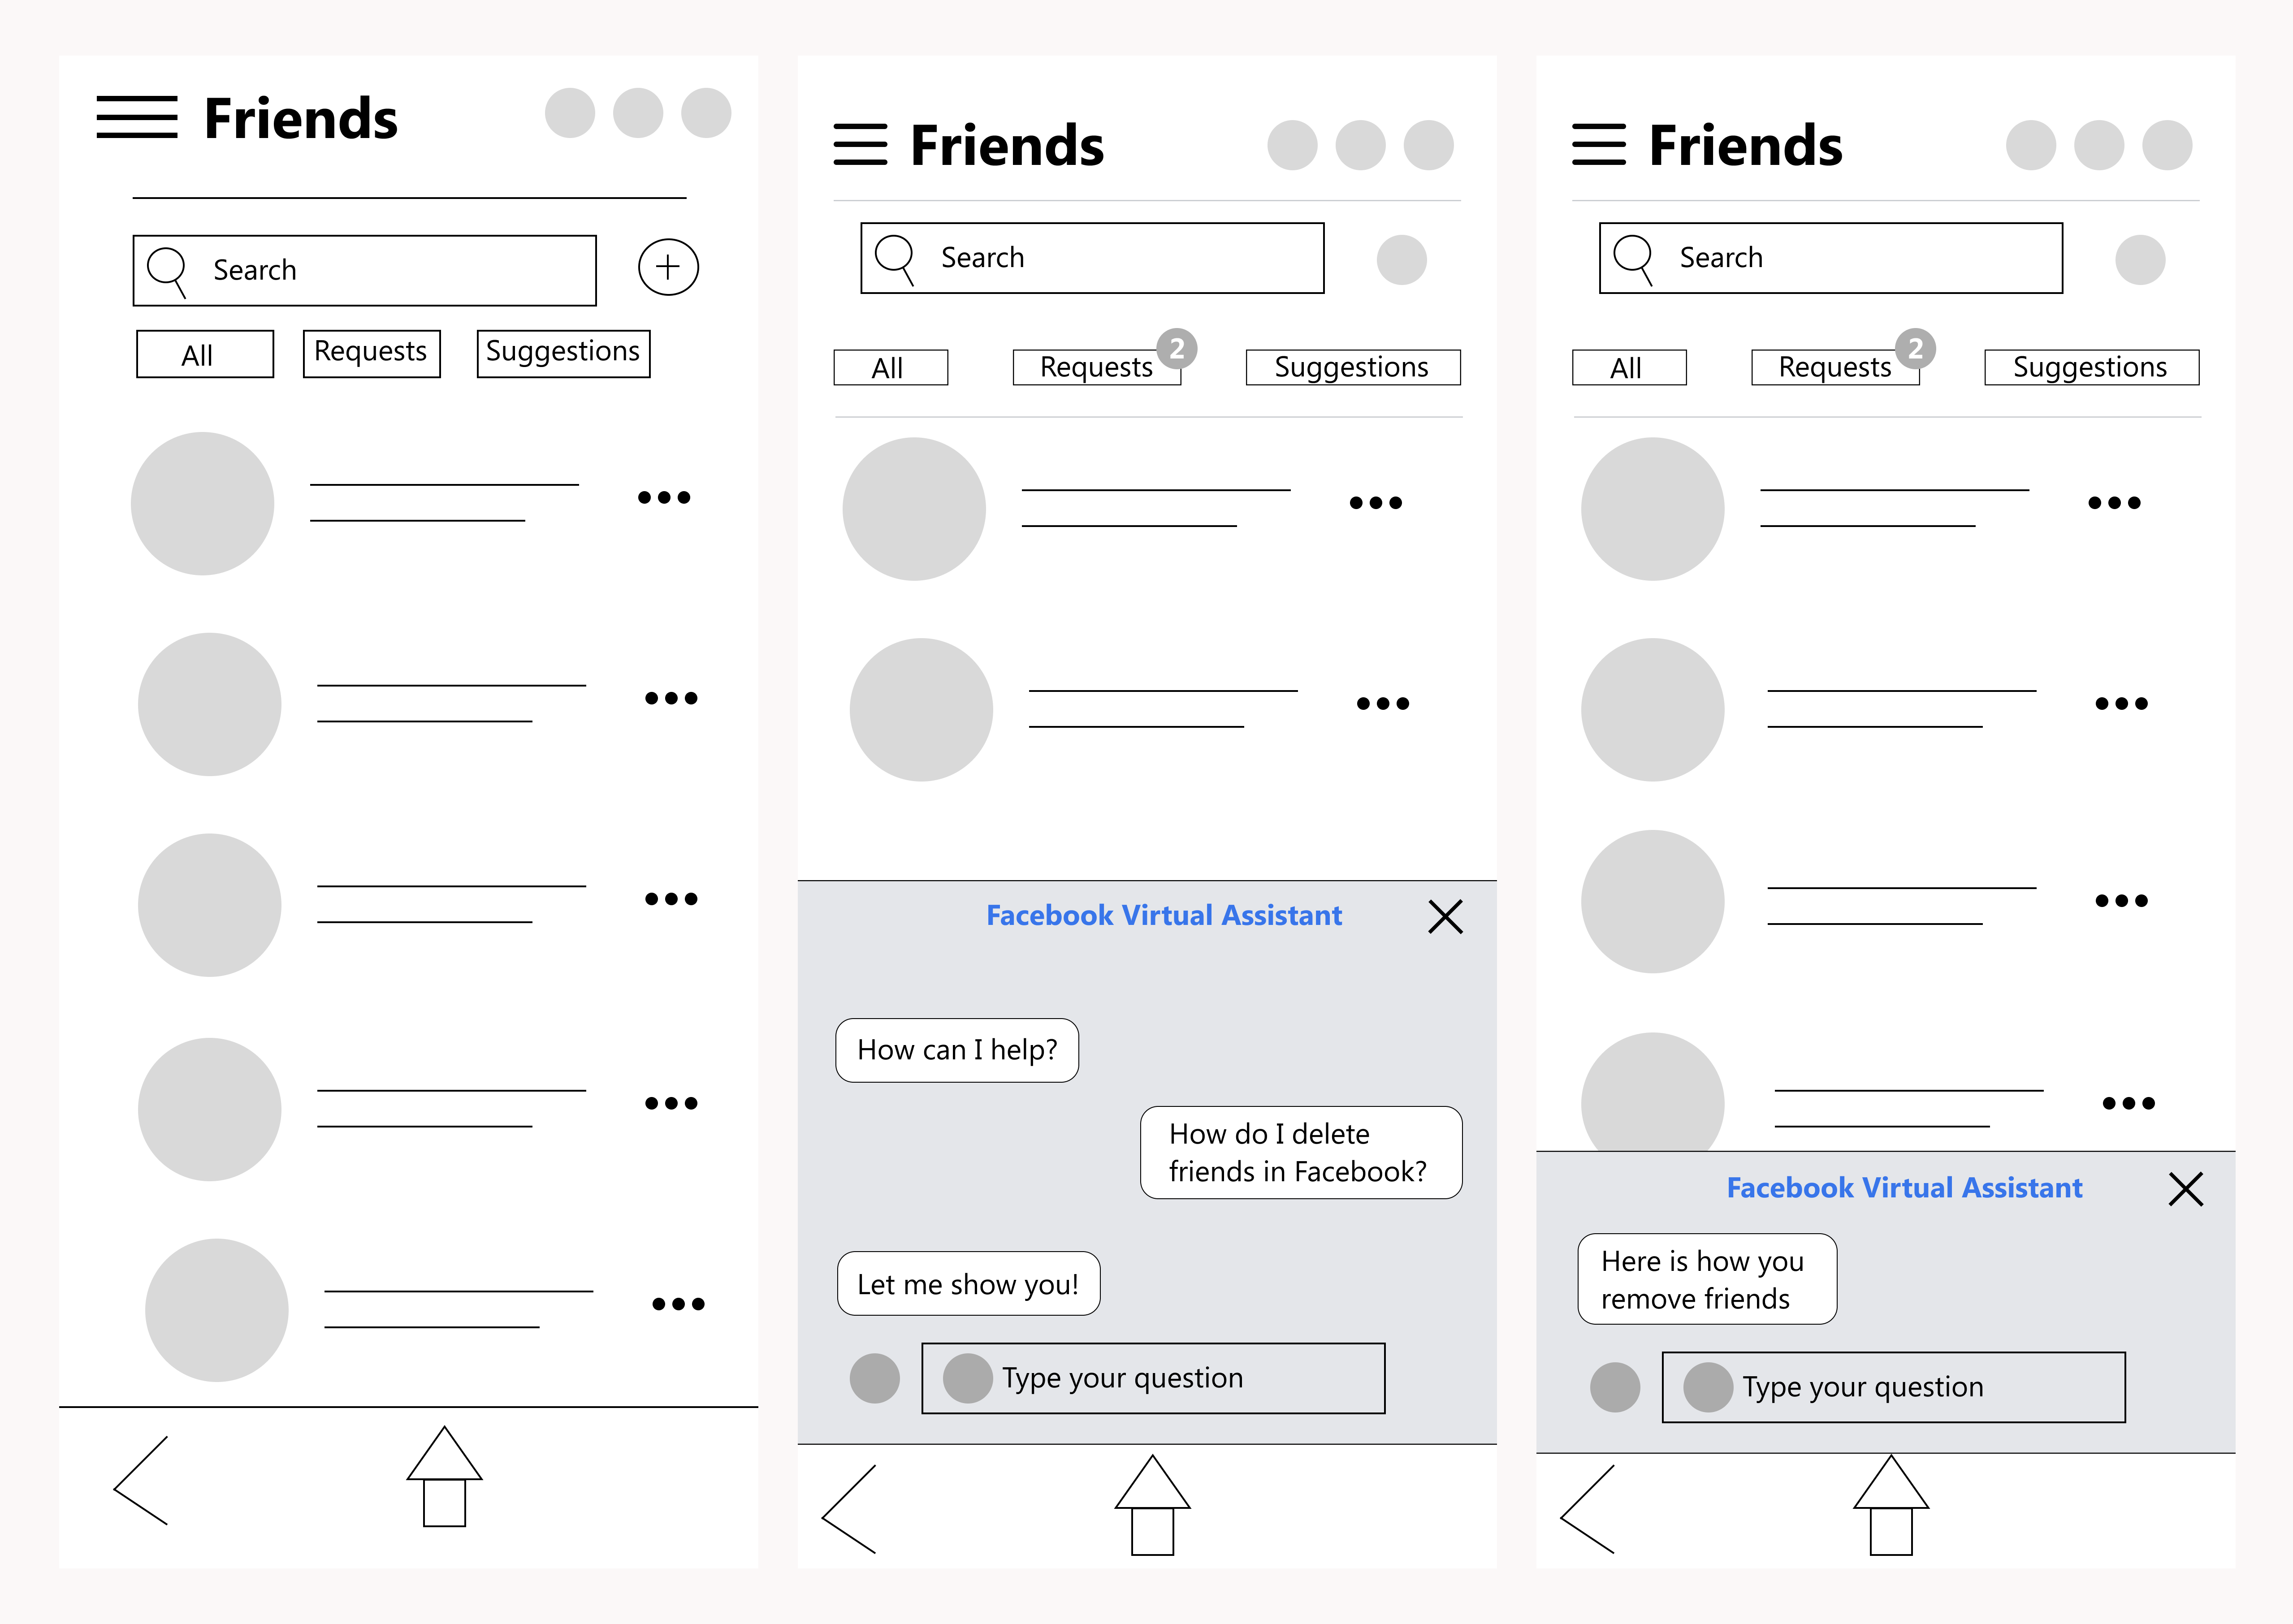 Friends
Search
All
Requests
Suggestions
Friends
Search
All
Requests
2
Suggestions
Facebook Virtual Assistant
How can I help?
How do I delete
friends in Facebook?
Let me show you!
Type your question
Friends
Search
All
Requests
2
Suggestions
Facebook Virtual Assistant
Here is how you
remove friends
Type your question